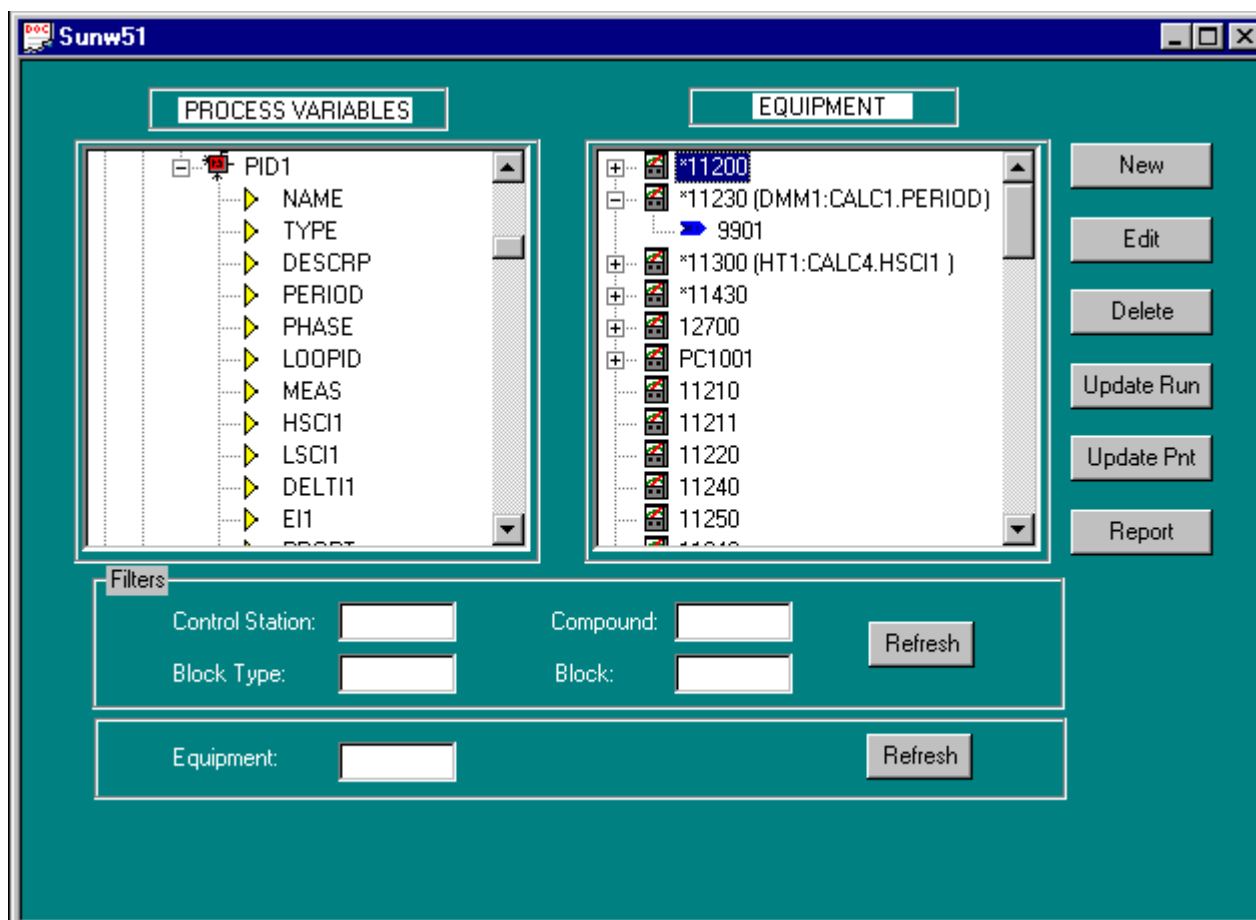 Sunw51
PROCESS VARIABLES
PID1
NAME
TYPE
DESCRP
PERIOD
PHASE
LOOPID
MEAS
HSCI1
LSCI1
DELTI1
EI1
EQUIPMENT
*11200
*11230 (DMM1:CALC1.PERIOD)
9901
*11300 (HT1:CALC4.HSCI1 )
*11430
12700
PC1001
11210
11211
11220
11240
11250
New
Edit
Delete
Update Run
Update Pnt
Report
Filters
Control Station:
Compound:
Block Type:
Block:
Refresh
Equipment:
Refresh